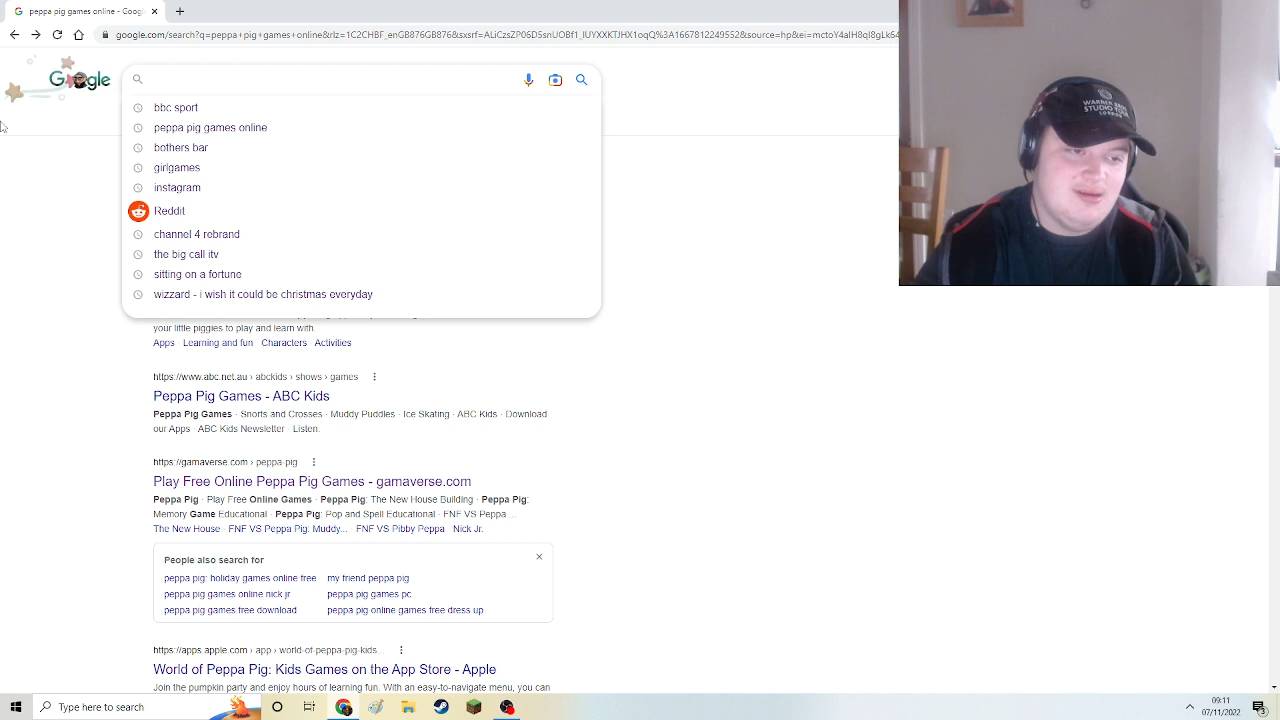 peppa pig games online - Goo
google.com/search?q=peppa+pig+games+online&rlz=1C2CHBF_enGB876GB876&sxsrf=
Google
bbc sport
peppa pig games online
bothers bar
girlgames
instagram
Reddit
channel 4 rebrand
the big call itv
sitting on a fortune
wizzard - i wish it could be christmas everyday
your little piggies to play and learn with.
Apps · Learning and fun · Characters · Activities
https://www.abc.net.au › abckids › shows › games
Peppa Pig Games - ABC Kids
Peppa Pig Games · Snorts and Crosses · Muddy Puddles · Ice Skating · ABC Kids · Download
our Apps · ABC Kids Newsletter · Listen.
https://gamaverse.com › peppa-pig
Play Free Online Peppa Pig Games - gamaverse.com
Peppa Pig · Play Free Online Games · Peppa Pig: The New House Building · Peppa Pig:
Memory Game Educational · Peppa Pig: Pop and Spell Educational · FNF VS Peppa ...
The New House · FNF VS Peppa Pig: Muddy... · FNF VS Pibby Peppa · Nick Jr.
People also search for
peppa pig: holiday games online free my friend peppa pig
peppa pig games online nick jr peppa pig games pc
peppa pig games free download peppa pig online games free dress up
https://apps.apple.com › app › world-of-peppa-pig-kids...
World of Peppa Pig: Kids Games on the App Store - Apple
Join the pumpkin party and enjoy hours of learning fun. With an easy-to-navigate menu, you can
WARNER BROS
STUDIO TOUR
LONDON
Type here to search
09:11
07/11/2022